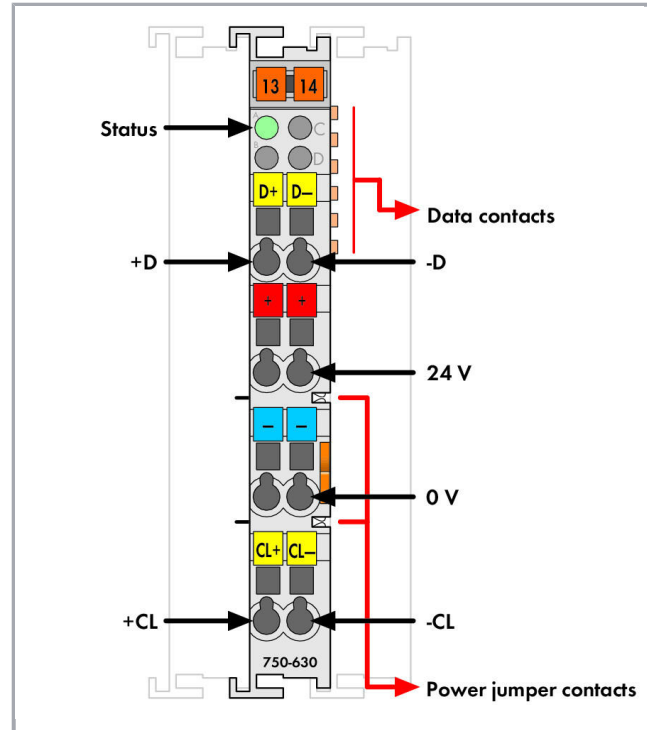 13 14
A
C
Status
B
D
D+ D–
Data contacts
+D
-D
+ +
24 V
– –
0 V
CL+ CL–
+CL
-CL
750-630
Power jumper contacts